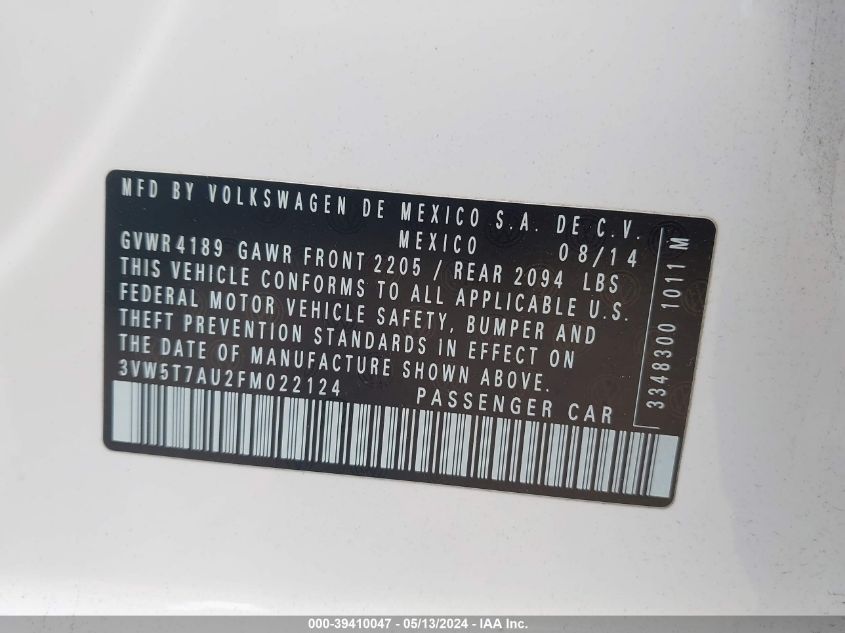 MFD BY VOLKSWAGEN DE MEXICO S.A. DE C.V.
MEXICO 08/14
GVWR 4189 GAWR FRONT 2205 / REAR 2094 LBS
THIS VEHICLE CONFORMS TO ALL APPLICABLE U.S.
FEDERAL MOTOR VEHICLE SAFETY, BUMPER AND
THEFT PREVENTION STANDARDS IN EFFECT ON
THE DATE OF MANUFACTURE SHOWN ABOVE.
3VW5T7AU2FM022124 PASSENGER CAR
3348300 1011 M
000-39410047 - 05/13/2024 - IAA Inc.